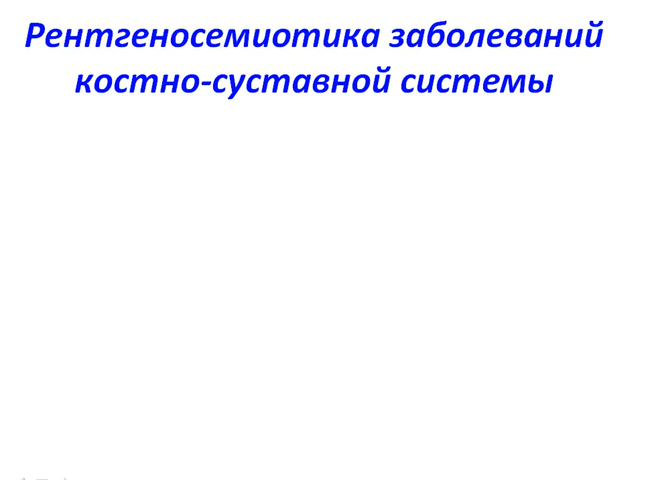 Рентгеносемиотика заболеваний
костно-суставной системы